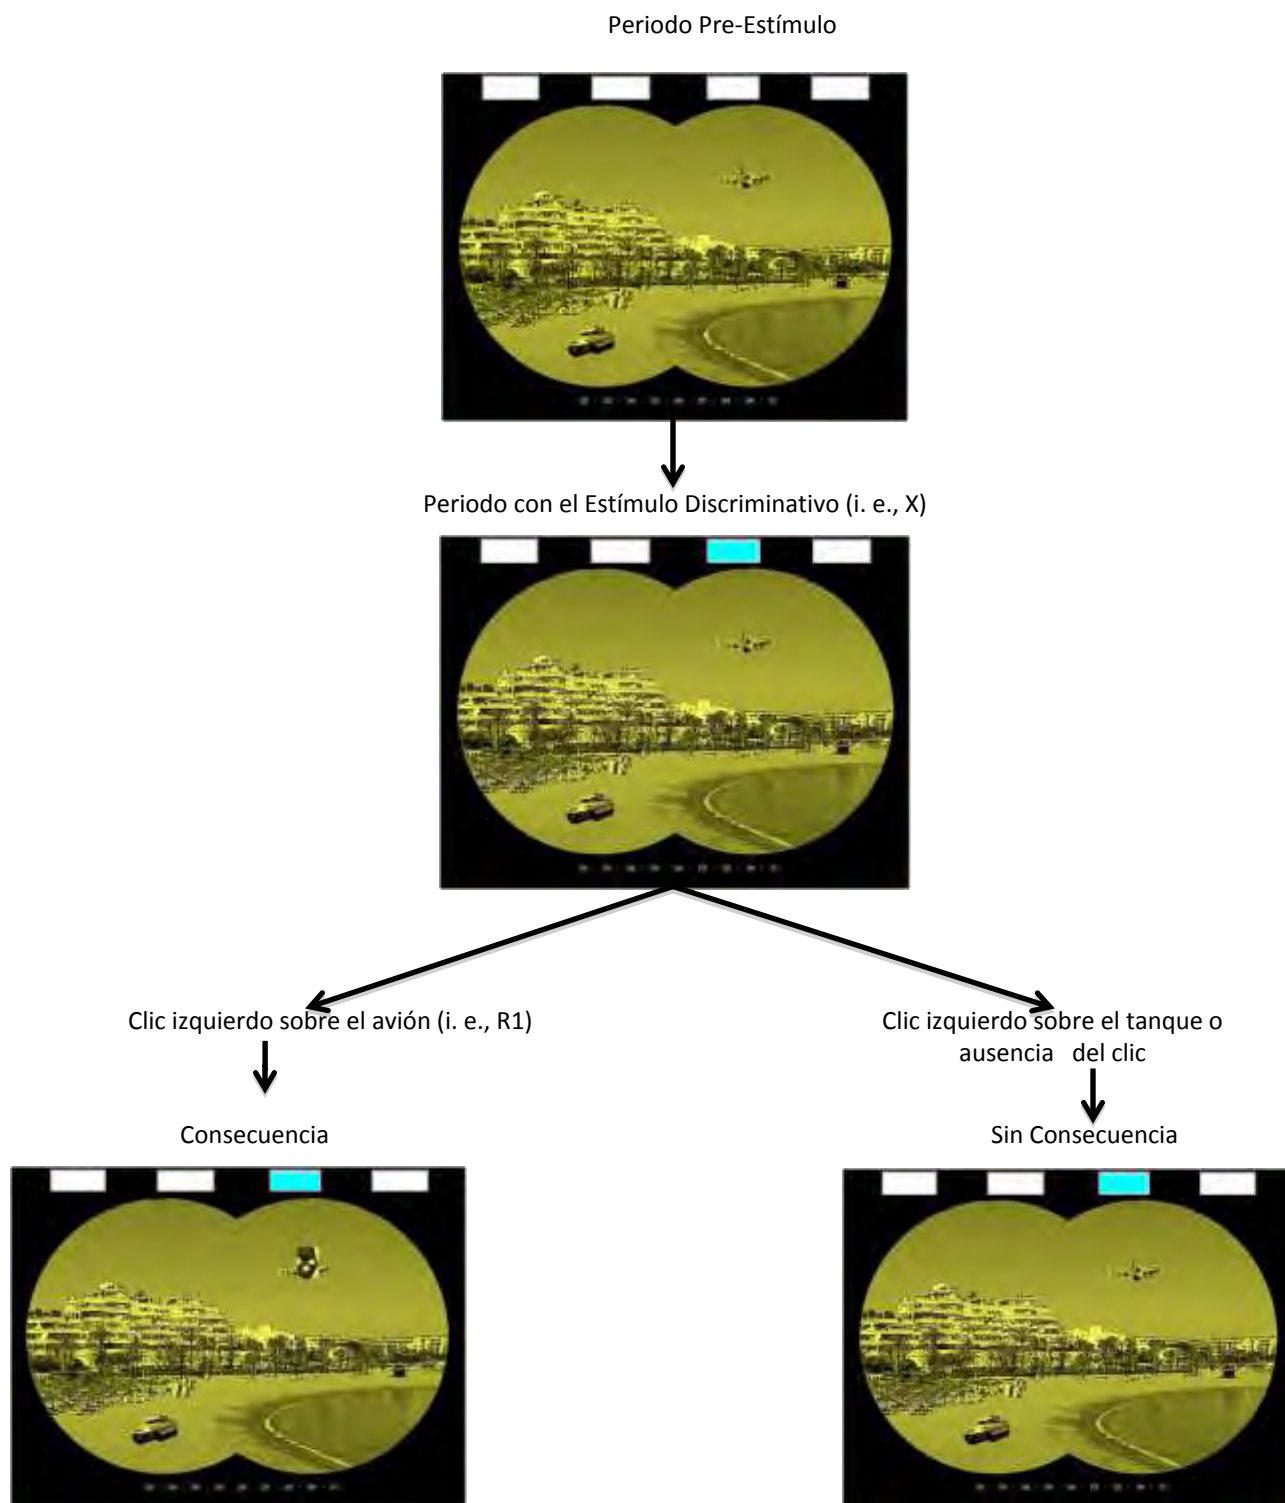 Periodo Pre-Estímulo
Periodo con el Estímulo Discriminativo (i. e., X)
Clic izquierdo sobre el avión (i. e., R1)
Clic izquierdo sobre el tanque o
ausencia del clic
Consecuencia
Sin Consecuencia